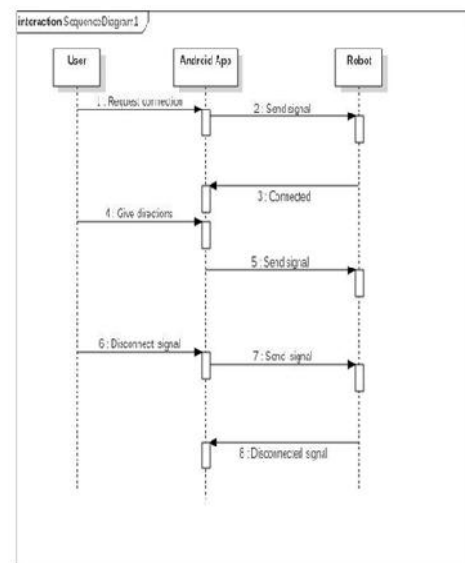 interaction SequenceDiagram1
User
Android App
Robot
1 : Request connection
2 : Send signal
3 : Connected
4 : Give directions
5 : Send signal
6 : Disconnect signal
7 : Send signal
8 : Disconnected signal